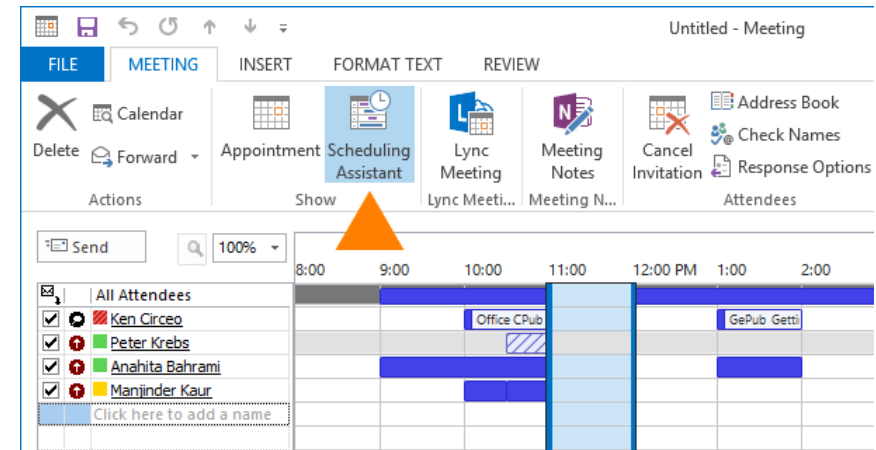 Untitled - Meeting
FILE MEETING INSERT FORMAT TEXT REVIEW
Delete
Calendar
Forward
Actions
Appointment
Scheduling Assistant
Show
Lync Meeting
Lync Meeti...
Meeting Notes
Meeting N...
Cancel Invitation
Address Book
Check Names
Response Options
Attendees
Send
100%
8:00 9:00 10:00 11:00 12:00 PM 1:00 2:00
All Attendees
Ken Circeo
Office CPub
GePub Getti
Peter Krebs
Anahita Bahrami
Manjinder Kaur
Click here to add a name